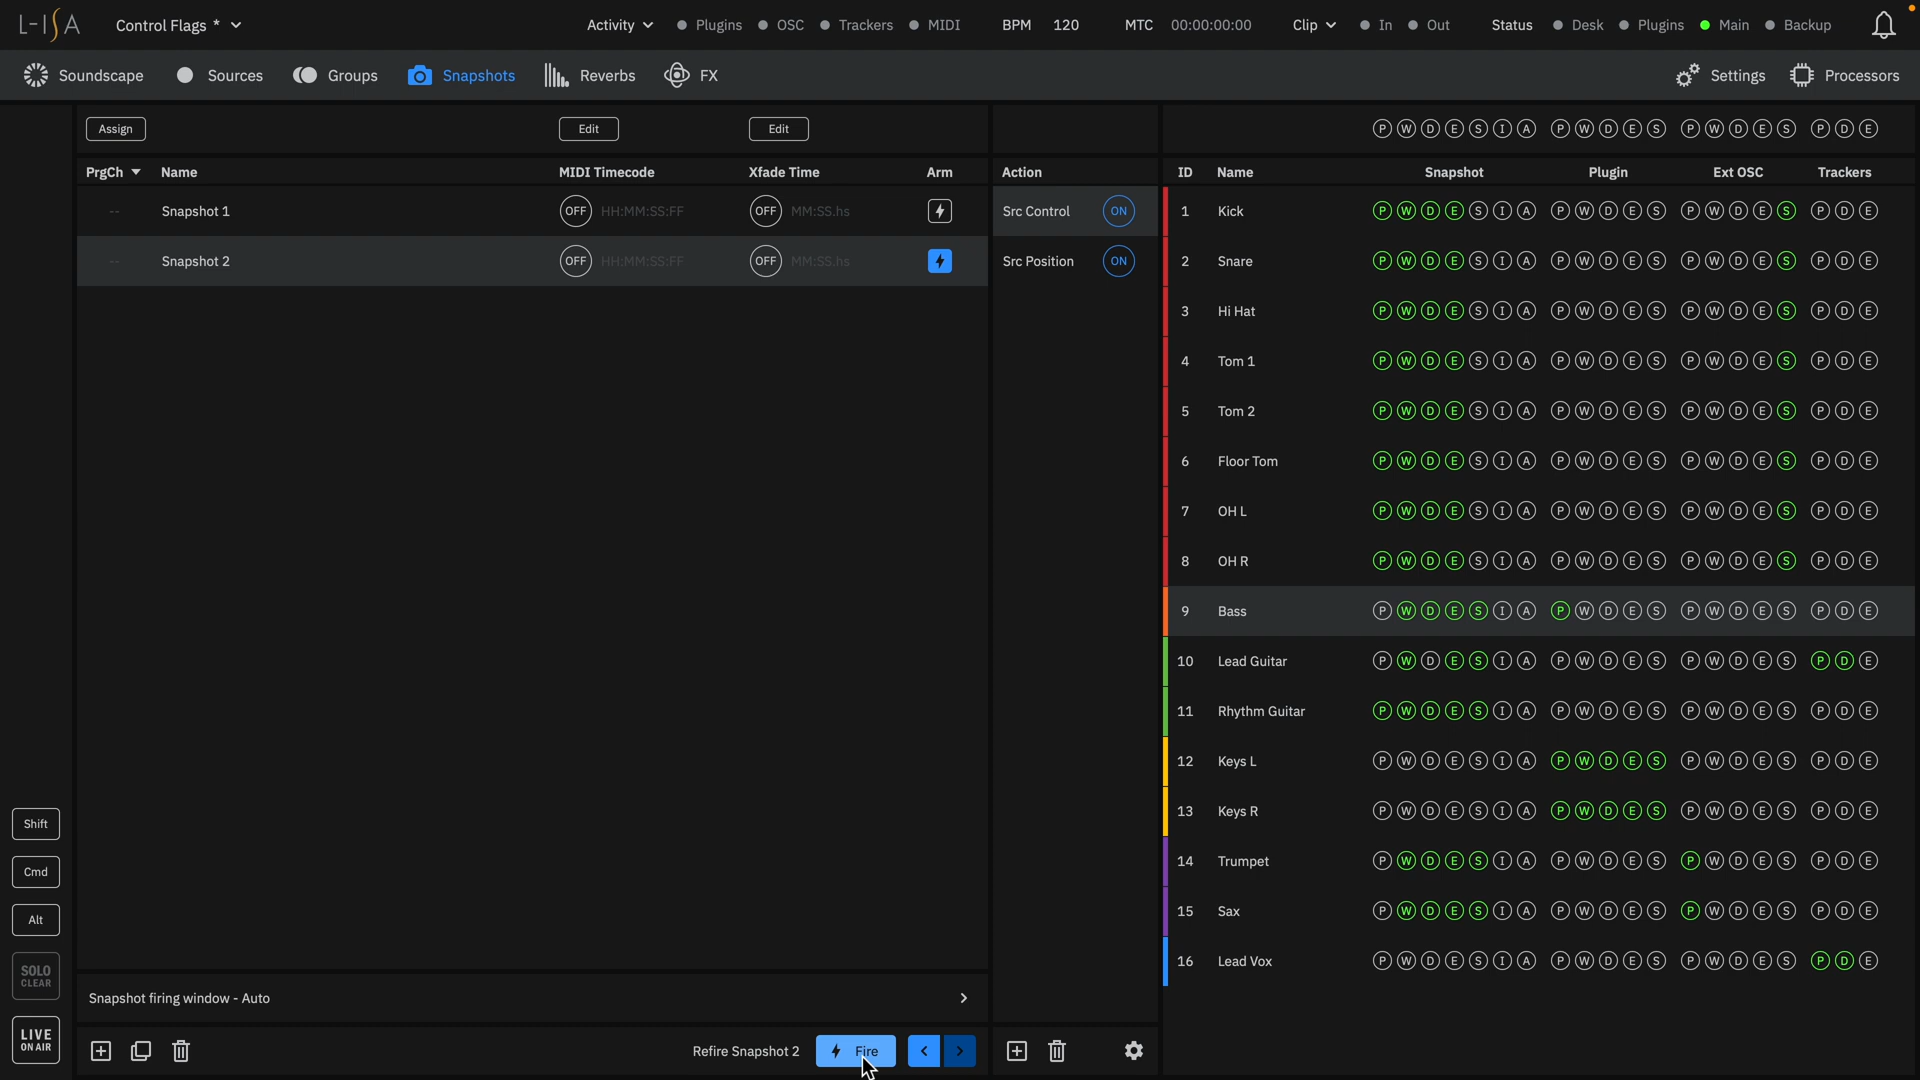 L-ISA Control Flags * Activity Plugins OSC Trackers MIDI BPM 120 MTC 00:00:00:00 Clip In Out Status Desk Plugins Main Backup
Soundscape Sources Groups Snapshots Reverbs FX Settings Processors
Assign Edit Edit P W D E S I A P W D E S P W D E S P D E
PrgCh Name MIDI Timecode Xfade Time Arm Action ID Name Snapshot Plugin Ext OSC Trackers
-- Snapshot 1 OFF HH:MM:SS:FF OFF MM:SS.hs Src Control ON 1 Kick P W D E S I A P W D E S P W D E S P D E
-- Snapshot 2 OFF HH:MM:SS:FF OFF MM:SS.hs Src Position ON 2 Snare P W D E S I A P W D E S P W D E S P D E
3 Hi Hat P W D E S I A P W D E S P W D E S P D E
4 Tom 1 P W D E S I A P W D E S P W D E S P D E
5 Tom 2 P W D E S I A P W D E S P W D E S P D E
6 Floor Tom P W D E S I A P W D E S P W D E S P D E
7 OH L P W D E S I A P W D E S P W D E S P D E
8 OH R P W D E S I A P W D E S P W D E S P D E
9 Bass P W D E S I A P W D E S P W D E S P D E
10 Lead Guitar P W D E S I A P W D E S P W D E S P D E
11 Rhythm Guitar P W D E S I A P W D E S P W D E S P D E
12 Keys L P W D E S I A P W D E S P W D E S P D E
13 Keys R P W D E S I A P W D E S P W D E S P D E
14 Trumpet P W D E S I A P W D E S P W D E S P D E
15 Sax P W D E S I A P W D E S P W D E S P D E
16 Lead Vox P W D E S I A P W D E S P W D E S P D E
Shift
Cmd
Alt
SOLO
CLEAR
LIVE
ON AIR
Snapshot firing window - Auto
Refire Snapshot 2 Fire